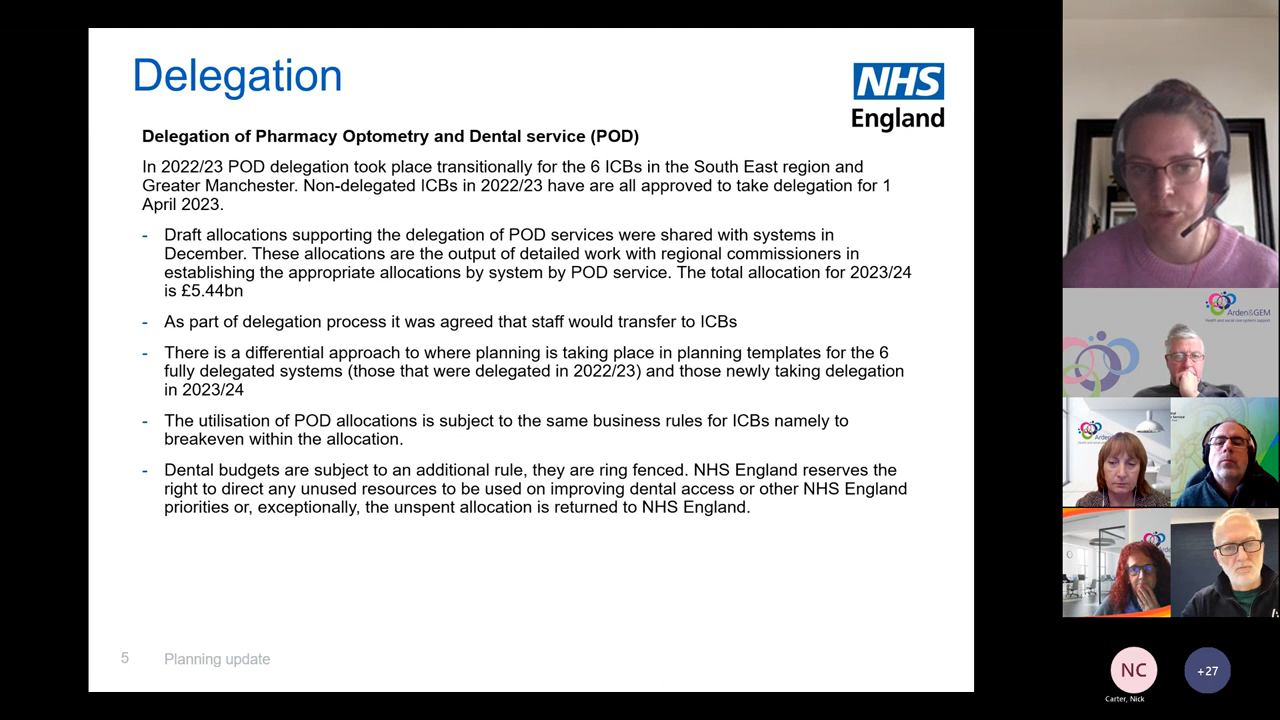 Delegation
NHS
England
Delegation of Pharmacy Optometry and Dental service (POD)
In 2022/23 POD delegation took place transitionally for the 6 ICBs in the South East region and
Greater Manchester. Non-delegated ICBs in 2022/23 have are all approved to take delegation for 1
April 2023.
- Draft allocations supporting the delegation of POD services were shared with systems in
December. These allocations are the output of detailed work with regional commissioners in
establishing the appropriate allocations by system by POD service. The total allocation for 2023/24
is £5.44bn
- As part of delegation process it was agreed that staff would transfer to ICBs
- There is a differential approach to where planning is taking place in planning templates for the 6
fully delegated systems (those that were delegated in 2022/23) and those newly taking delegation
in 2023/24
- The utilisation of POD allocations is subject to the same business rules for ICBs namely to
breakeven within the allocation.
- Dental budgets are subject to an additional rule, they are ring fenced. NHS England reserves the
right to direct any unused resources to be used on improving dental access or other NHS England
priorities or, exceptionally, the unspent allocation is returned to NHS England.
5 Planning update
Arden&GEM
NC
Carter, Nick
+27